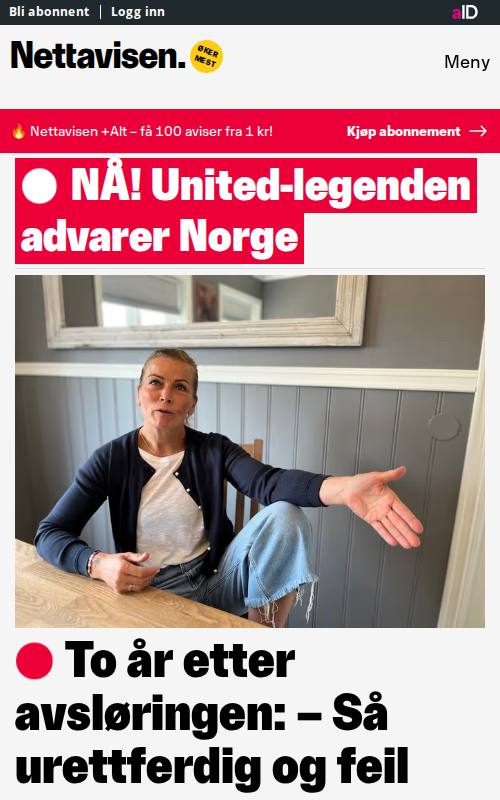 Bli abonnent | Logg inn
aID
Nettavisen.
ØKER
MEST
Meny
🔥 Nettavisen +Alt – få 100 aviser fra 1 kr!
Kjøp abonnement →
NÅ! United-legenden
advarer Norge
To år etter
avsløringen: – Så
urettferdig og feil